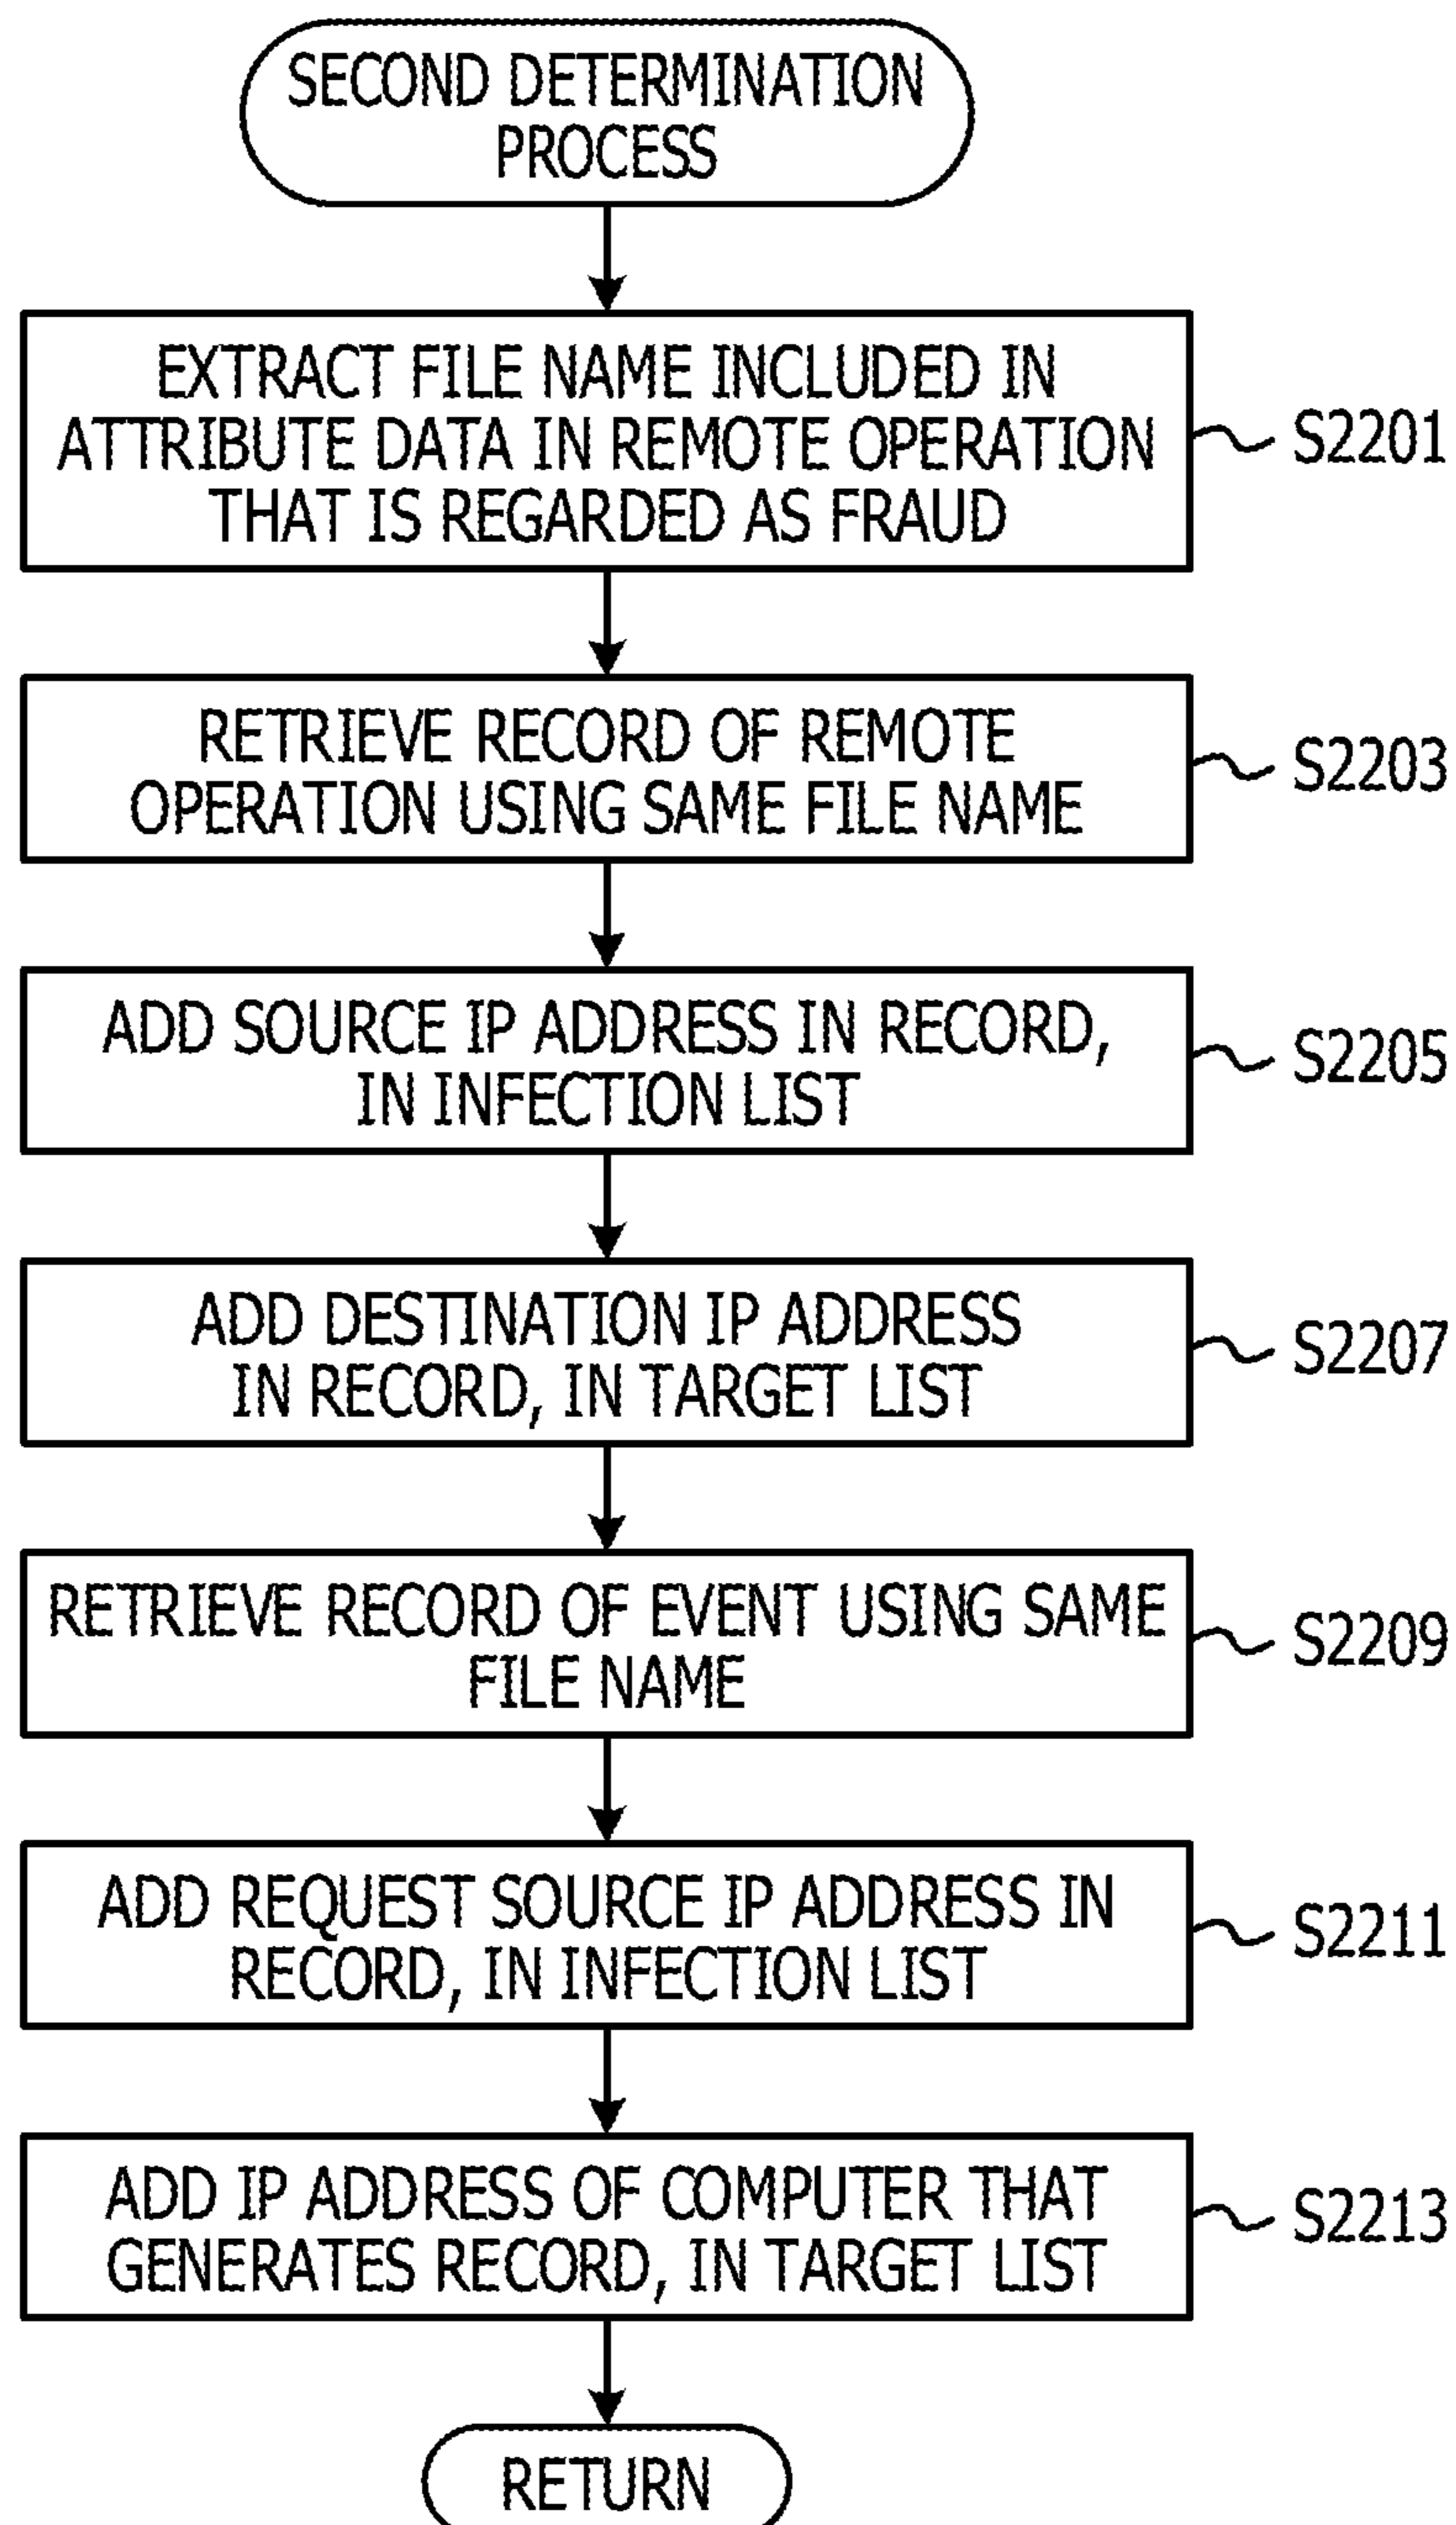 SECOND DETERMINATION
PROCESS
EXTRACT FILE NAME INCLUDED IN
ATTRIBUTE DATA IN REMOTE OPERATION
THAT IS REGARDED AS FRAUD
S2201
RETRIEVE RECORD OF REMOTE
OPERATION USING SAME FILE NAME
S2203
ADD SOURCE IP ADDRESS IN RECORD,
IN INFECTION LIST
S2205
ADD DESTINATION IP ADDRESS
IN RECORD, IN TARGET LIST
S2207
RETRIEVE RECORD OF EVENT USING SAME
FILE NAME
S2209
ADD REQUEST SOURCE IP ADDRESS IN
RECORD, IN INFECTION LIST
S2211
ADD IP ADDRESS OF COMPUTER THAT
GENERATES RECORD, IN TARGET LIST
S2213
RETURN